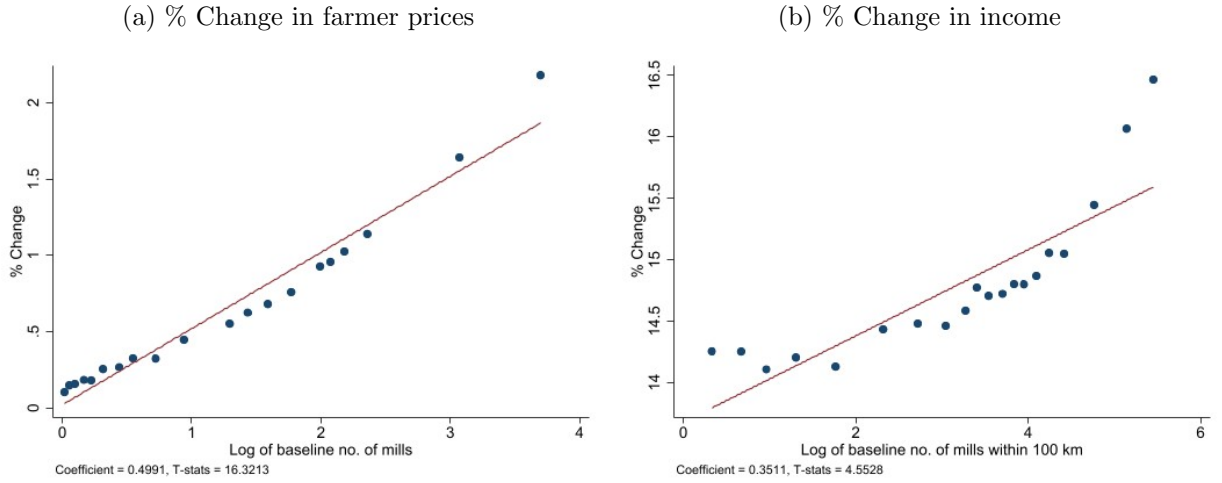 (a) % Change in farmer prices
% Change
2
1.5
1
.5
0
0 1 2 3 4
Log of baseline no. of mills
Coefficient = 0.4991, T-stats = 16.3213
(b) % Change in income
% Change
16.5
16
15.5
15
14.5
14
0 2 4 6
Log of baseline no. of mills within 100 km
Coefficient = 0.3511, T-stats = 4.5528